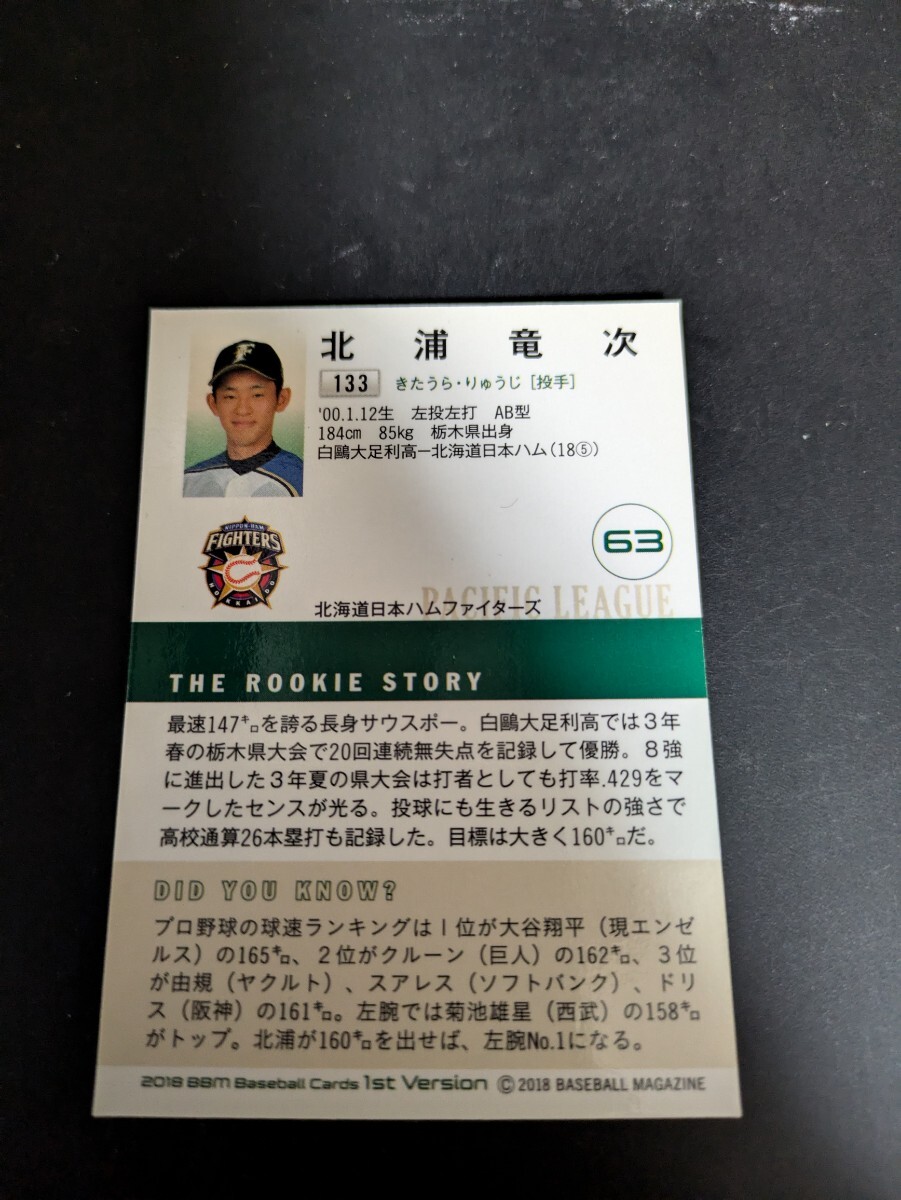 北浦竜次
133 きたうら・りゅうじ [投手]
'00.1.12生 左投左打 AB型
184cm 85kg 栃木県出身
白鷗大足利高―北海道日本ハム(18⑤)
NIPPON-HAM
FIGHTERS
HOKKAIDO
63
PACIFIC LEAGUE
北海道日本ハムファイターズ
THE ROOKIE STORY
最速147㌔を誇る長身サウスポー。白鷗大足利高では3年
春の栃木県大会で20回連続無失点を記録して優勝。8強
に進出した3年夏の県大会は打者としても打率.429をマ
ークしたセンスが光る。投球にも生きるリストの強さで
高校通算26本塁打も記録した。目標は大きく160㌔だ。
DID YOU KNOW?
プロ野球の球速ランキングは1位が大谷翔平(現エンゼ
ルス)の165㌔、2位がクルーン(巨人)の162㌔、3位
が由規(ヤクルト)、スアレス(ソフトバンク)、ドリ
ス(阪神)の161㌔。左腕では菊池雄星(西武)の158㌔
がトップ。北浦が160㌔を出せば、左腕No.1になる。
2018 BBM Baseball Cards 1st Version © 2018 BASEBALL MAGAZINE